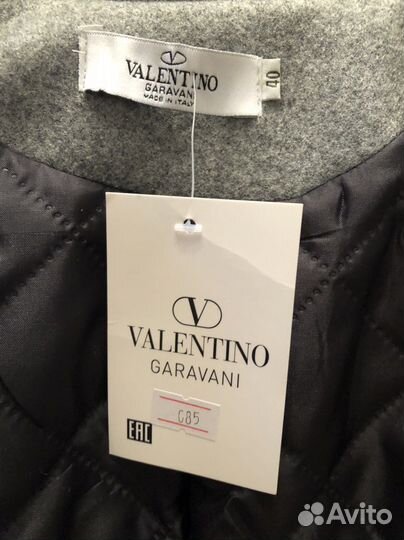 V
VALENTINO
GARAVANI
MADE IN ITALY
40
V
VALENTINO
GARAVANI
685
EAC
Avito